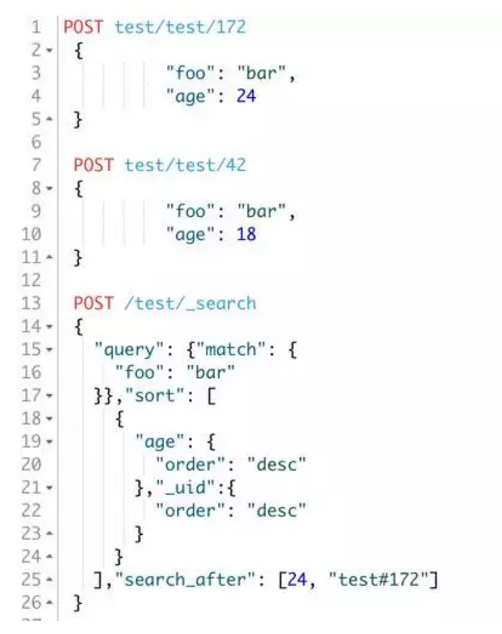 1 POST test/test/172
2 {
3 "foo": "bar",
4 "age": 24
5 }
6
7 POST test/test/42
8 {
9 "foo": "bar",
10 "age": 18
11 }
12
13 POST /test/_search
14 {
15 "query": {"match": {
16 "foo": "bar"
17 }},"sort": [
18 {
19 "age": {
20 "order": "desc"
21 },"_uid":{
22 "order": "desc"
23 }
24 }
25 ],"search_after": [24, "test#172"]
26 }